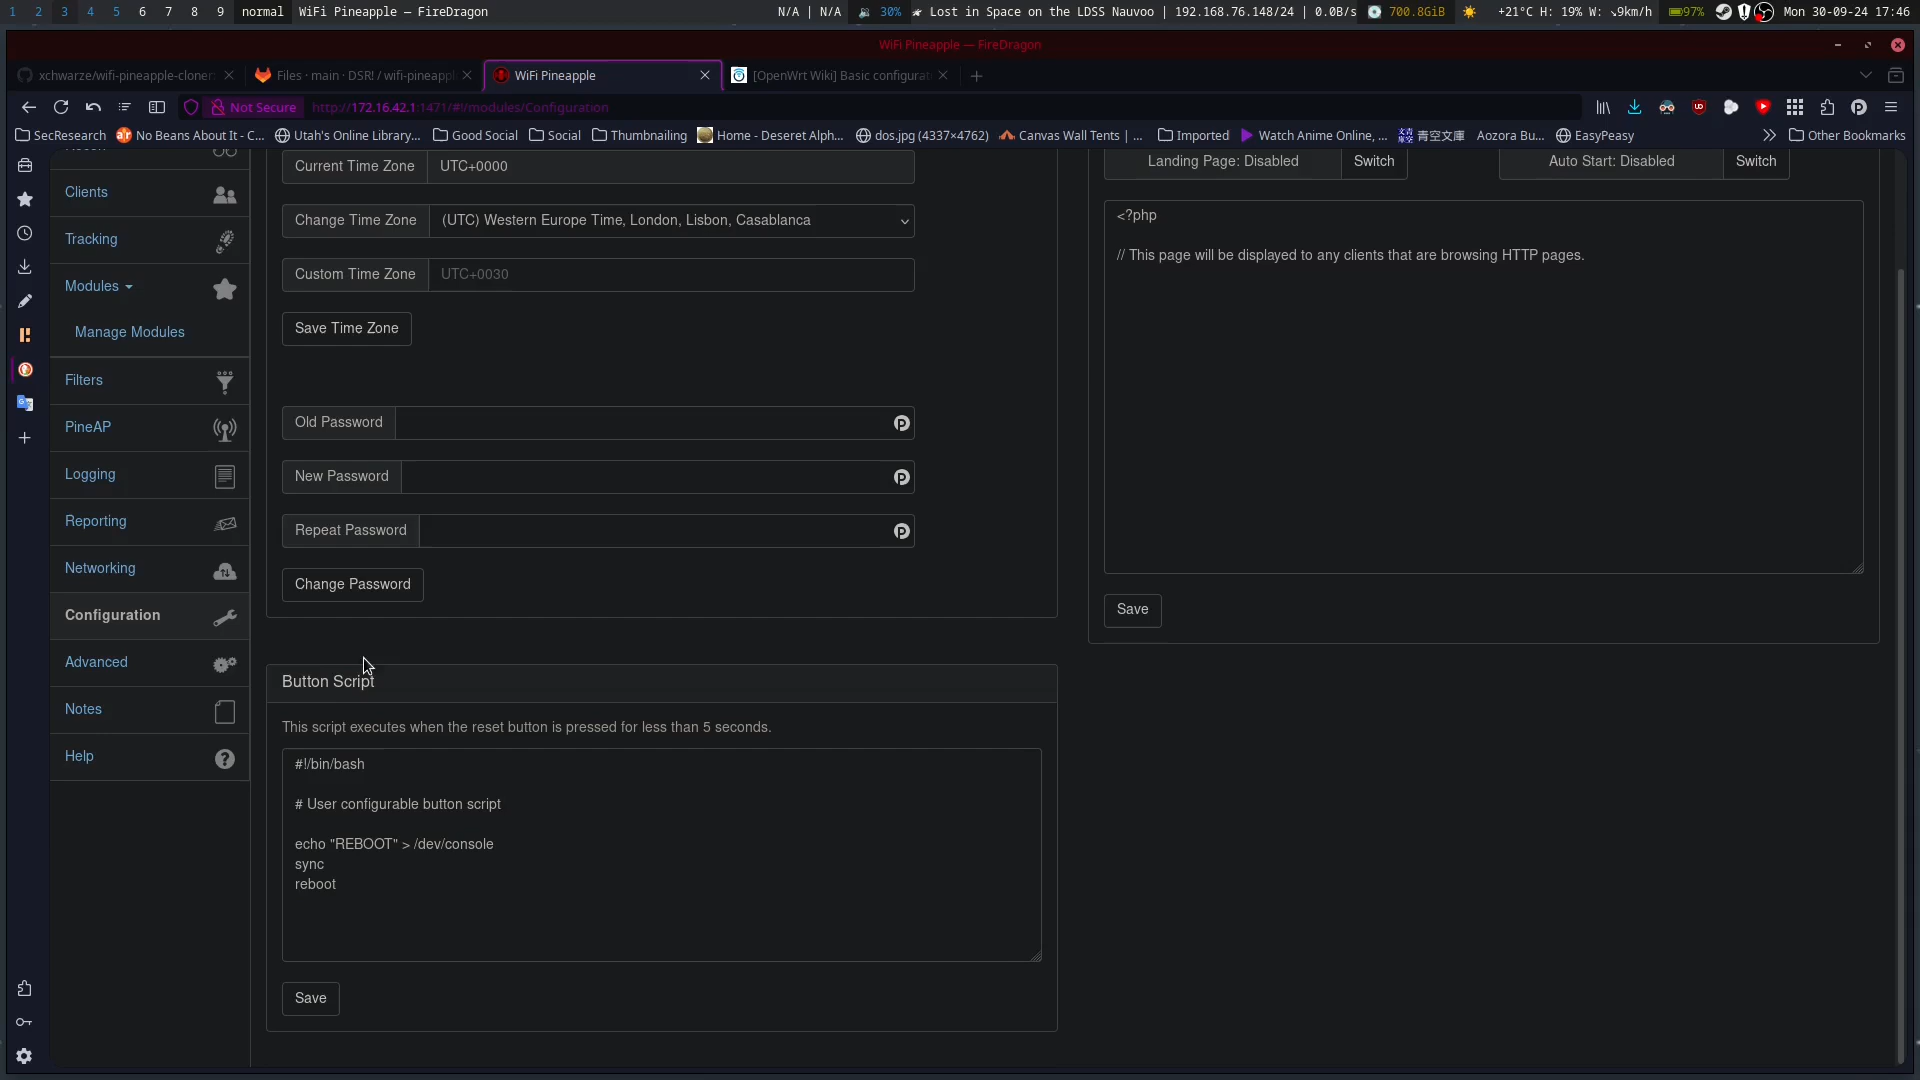 1 2 3 4 5 6 7 8 9 normal WiFi Pineapple — FireDragon N/A | N/A 30% Lost in Space on the LDSS Nauvoo | 192.168.76.148/24 | 0.0B/s 700.8GiB +21°C H: 19% W: ↘9km/h 97% Mon 30-09-24 17:46
WiFi Pineapple — FireDragon
xchwarze/wifi-pineapple-cloner Files · main · DSR! / wifi-pineappl WiFi Pineapple [OpenWrt Wiki] Basic configurat
Not Secure http://172.16.42.1:1471/#!/modules/Configuration
SecResearch No Beans About It - C... Utah's Online Library... Good Social Social Thumbnailing Home - Deseret Alph... dos.jpg (4337×4762) Canvas Wall Tents | ... Imported Watch Anime Online, ... 青空文庫 Aozora Bu... EasyPeasy Other Bookmarks
Current Time Zone UTC+0000
Landing Page: Disabled Switch Auto Start: Disabled Switch
Clients
Change Time Zone (UTC) Western Europe Time, London, Lisbon, Casablanca
<?php
Tracking
// This page will be displayed to any clients that are browsing HTTP pages.
Custom Time Zone UTC+0030
Modules
Save Time Zone
Manage Modules
Filters
Old Password
PineAP
New Password
Logging
Repeat Password
Reporting
Networking
Change Password
Save
Configuration
Advanced
Button Script
Notes
This script executes when the reset button is pressed for less than 5 seconds.
Help
#!/bin/bash
# User configurable button script
echo "REBOOT" > /dev/console
sync
reboot
Save